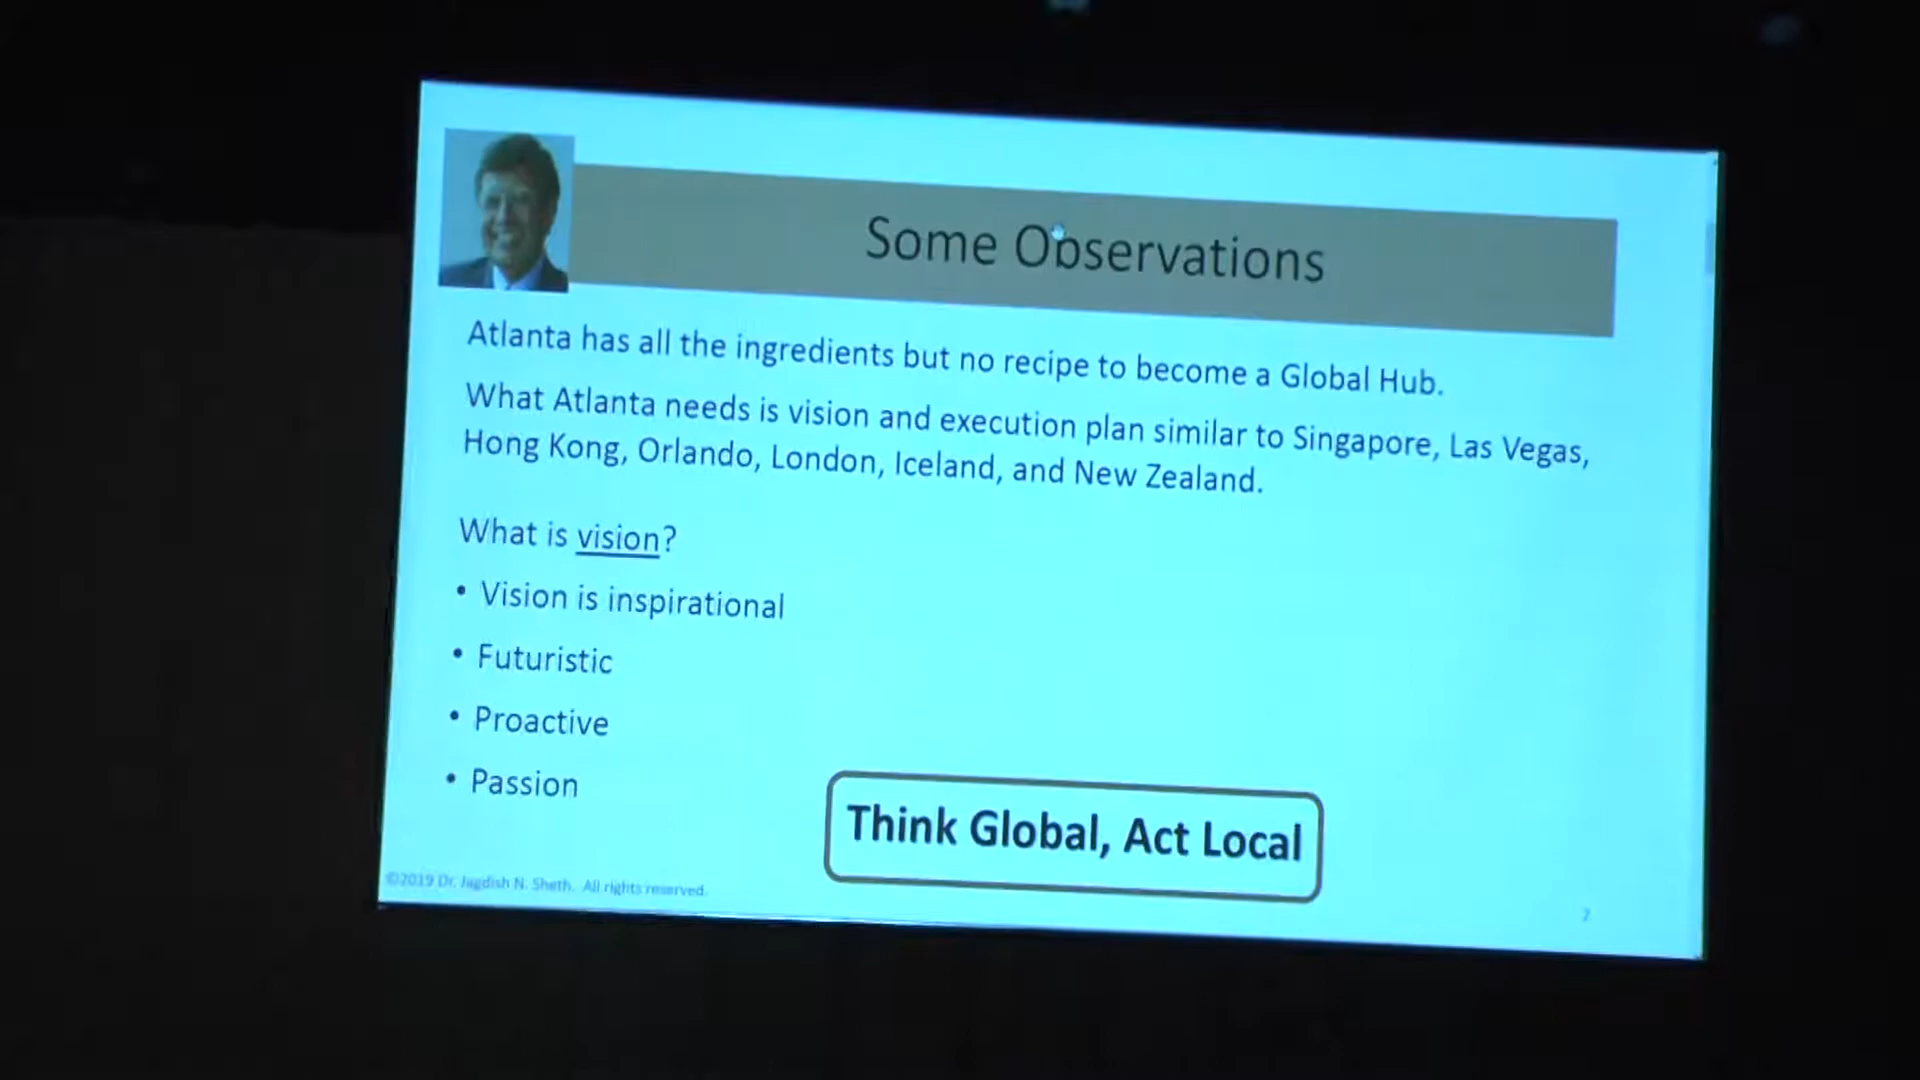 Some Observations
Atlanta has all the ingredients but no recipe to become a Global Hub.
What Atlanta needs is vision and execution plan similar to Singapore, Las Vegas,
Hong Kong, Orlando, London, Iceland, and New Zealand.
What is vision?
• Vision is inspirational
• Futuristic
• Proactive
• Passion
Think Global, Act Local
©2019 Dr. Jagdish N. Sheth. All rights reserved.
7